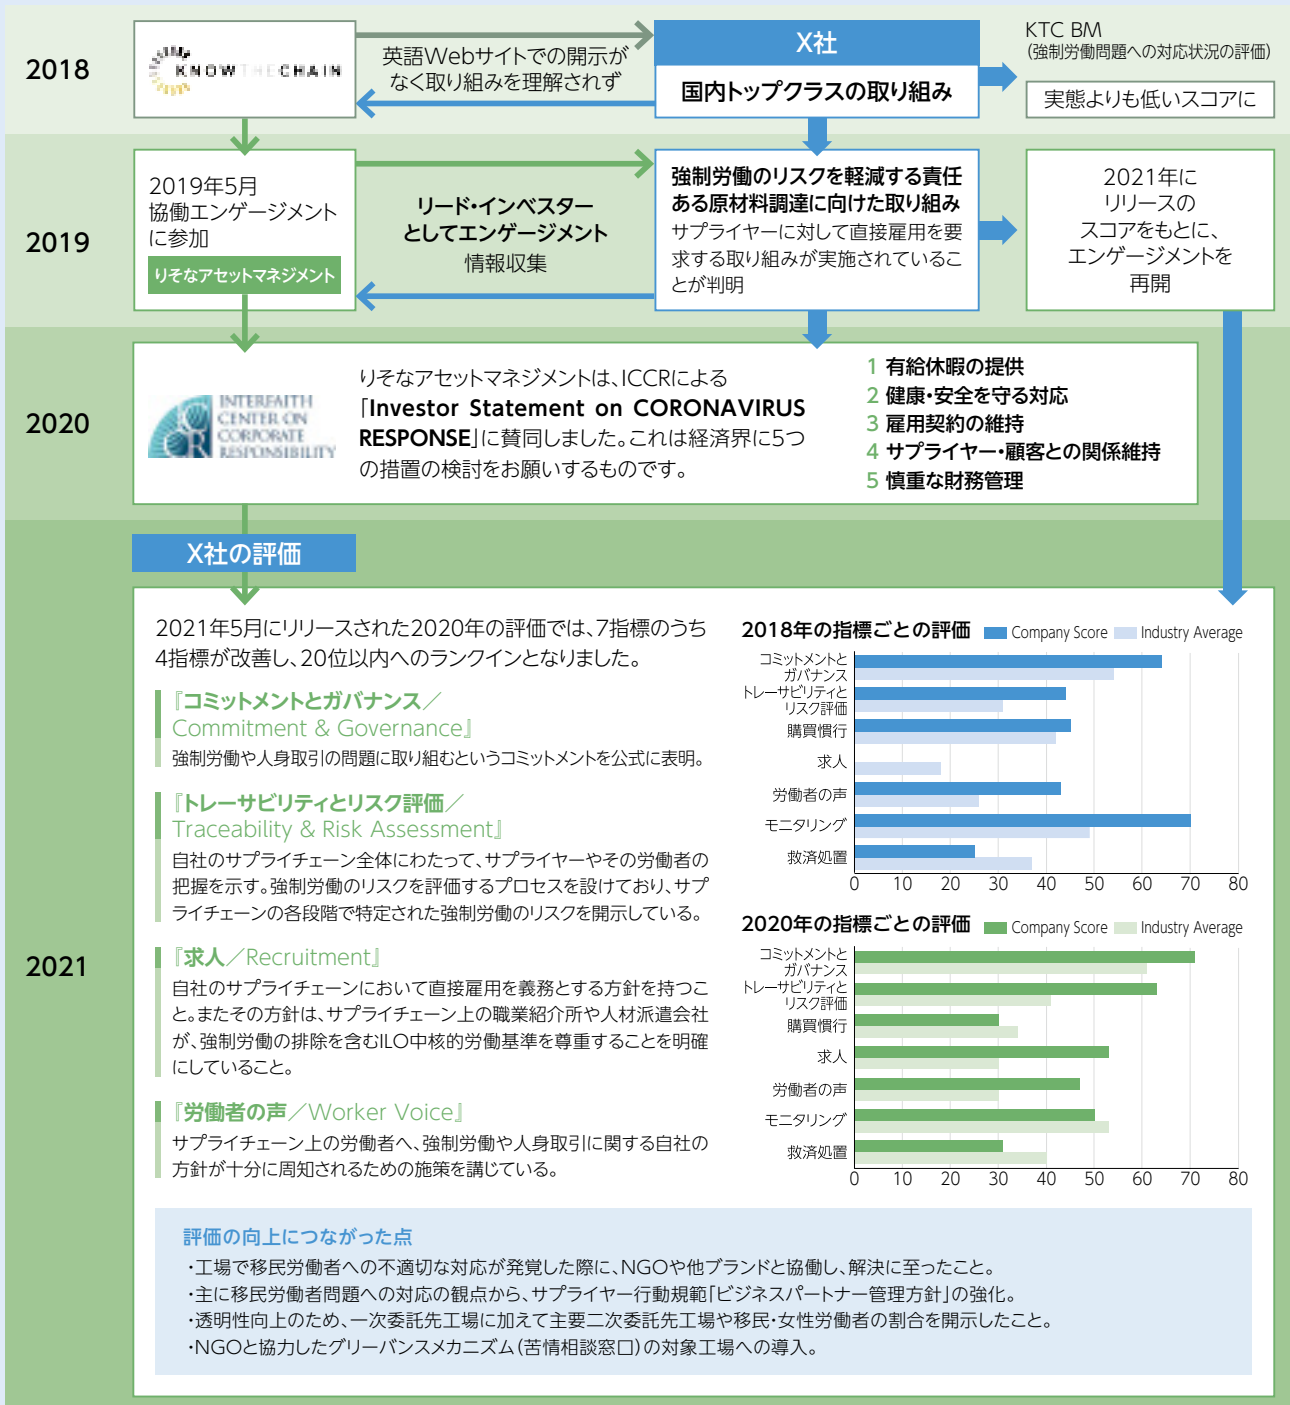 2018
KNOWTHECHAIN
英語Webサイトでの開示が
なく取り組みを理解されず
X社
国内トップクラスの取り組み
KTC BM
（強制労働問題への対応状況の評価）
実態よりも低いスコアに
2019
2019年5月
協働エンゲージメント
に参加
りそなアセットマネジメント
リード・インベスター
としてエンゲージメント
情報収集
強制労働のリスクを軽減する責任
ある原材料調達に向けた取り組み
サプライヤーに対して直接雇用を要
求する取り組みが実施されているこ
とが判明
2021年に
リリースの
スコアをもとに、
エンゲージメントを
再開
2020
INTERFAITH
CENTER ON
CORPORATE
RESPONSIBILITY
りそなアセットマネジメントは、ICCRによる
「Investor Statement on CORONAVIRUS
RESPONSE」に賛同しました。これは経済界に5つ
の措置の検討をお願いするものです。
1 有給休暇の提供
2 健康・安全を守る対応
3 雇用契約の維持
4 サプライヤー・顧客との関係維持
5 慎重な財務管理
2021
X社の評価
2021年5月にリリースされた2020年の評価では、7指標のうち
4指標が改善し、20位以内へのランクインとなりました。
『コミットメントとガバナンス／
Commitment & Governance』
強制労働や人身取引の問題に取り組むというコミットメントを公式に表明。
『トレーサビリティとリスク評価／
Traceability & Risk Assessment』
自社のサプライチェーン全体にわたって、サプライヤーやその労働者の
把握を示す。強制労働のリスクを評価するプロセスを設けており、サプ
ライチェーンの各段階で特定された強制労働のリスクを開示している。
『求人／Recruitment』
自社のサプライチェーンにおいて直接雇用を義務とする方針を持つこ
と。またその方針は、サプライチェーン上の職業紹介所や人材派遣会社
が、強制労働の排除を含むILO中核的労働基準を尊重することを明確
にしていること。
『労働者の声／Worker Voice』
サプライチェーン上の労働者へ、強制労働や人身取引に関する自社の
方針が十分に周知されるための施策を講じている。
2018年の指標ごとの評価 Company Score Industry Average
コミットメントと
ガバナンス
トレーサビリティと
リスク評価
購買慣行
求人
労働者の声
モニタリング
救済処置
0 10 20 30 40 50 60 70 80
2020年の指標ごとの評価 Company Score Industry Average
コミットメントと
ガバナンス
トレーサビリティと
リスク評価
購買慣行
求人
労働者の声
モニタリング
救済処置
0 10 20 30 40 50 60 70 80
評価の向上につながった点
・工場で移民労働者への不適切な対応が発覚した際に、NGOや他ブランドと協働し、解決に至ったこと。
・主に移民労働者問題への対応の観点から、サプライヤー行動規範「ビジネスパートナー管理方針」の強化。
・透明性向上のため、一次委託先工場に加えて主要二次委託先工場や移民・女性労働者の割合を開示したこと。
・NGOと協力したグリーバンスメカニズム（苦情相談窓口）の対象工場への導入。